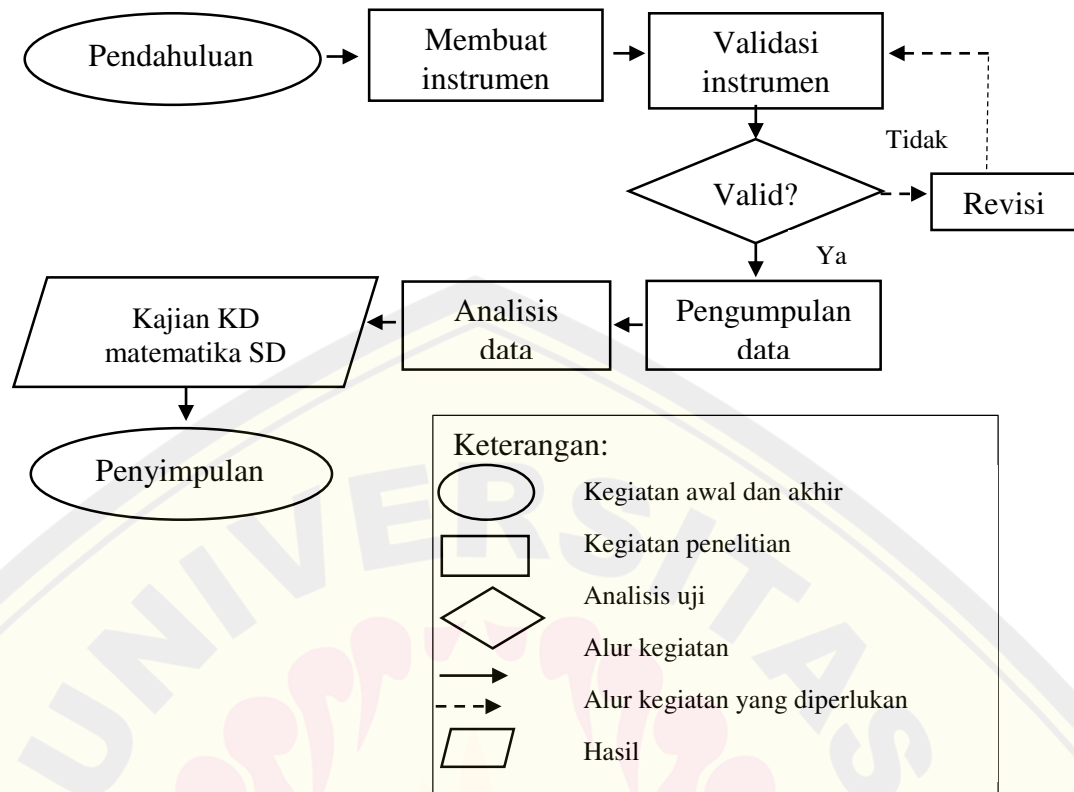 Pendahuluan
Membuat
instrumen
Validasi
instrumen
Tidak
Valid?
Revisi
Ya
Kajian KD
matematika SD
Analisis
data
Pengumpulan
data
Penyimpulan
Keterangan:
Kegiatan awal dan akhir
Kegiatan penelitian
Analisis uji
Alur kegiatan
Alur kegiatan yang diperlukan
Hasil
UNIVERSITAS